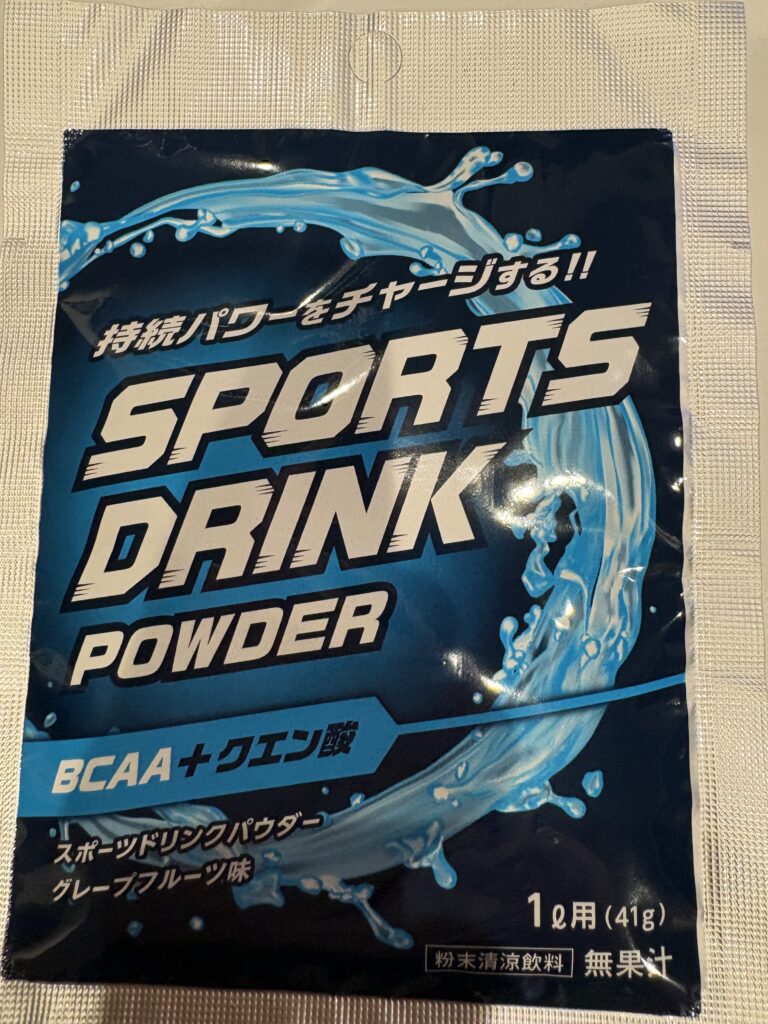 持続パワーをチャージする!!
SPORTS
DRINK
POWDER
BCAA+クエン酸
スポーツドリンクパウダー
グレープフルーツ味
1ℓ用(41g)
粉末清涼飲料 無果汁